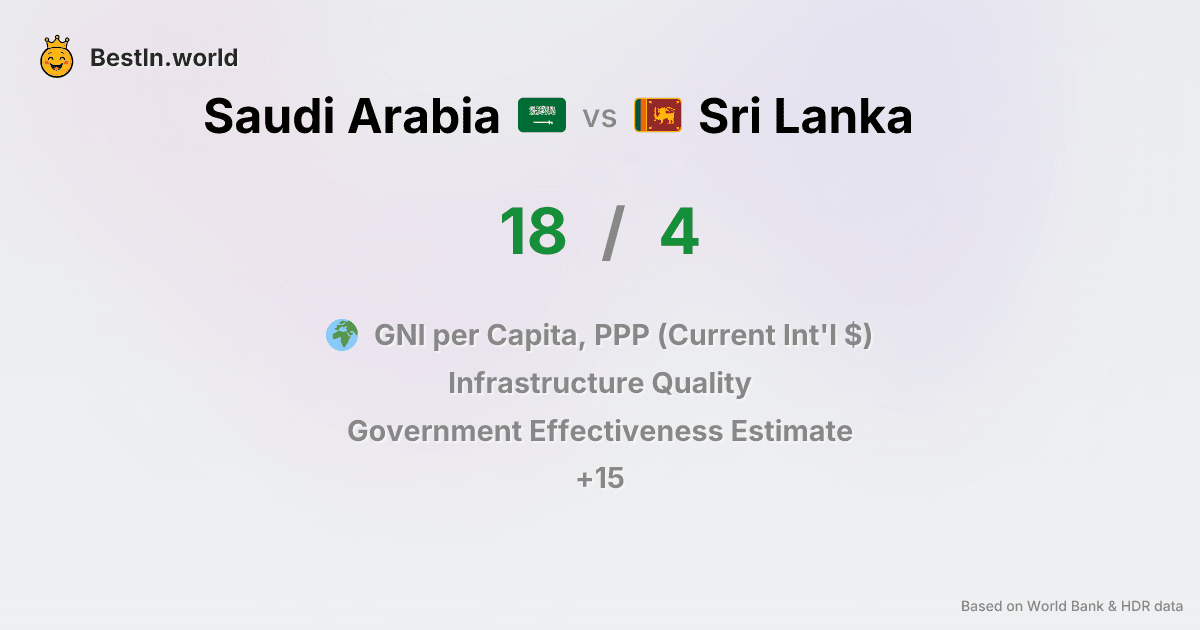 BestIn.world
Saudi Arabia vs Sri Lanka
18 / 4
GNI per Capita, PPP (Current Int'l $)
Infrastructure Quality
Government Effectiveness Estimate
+15
Based on World Bank & HDR data